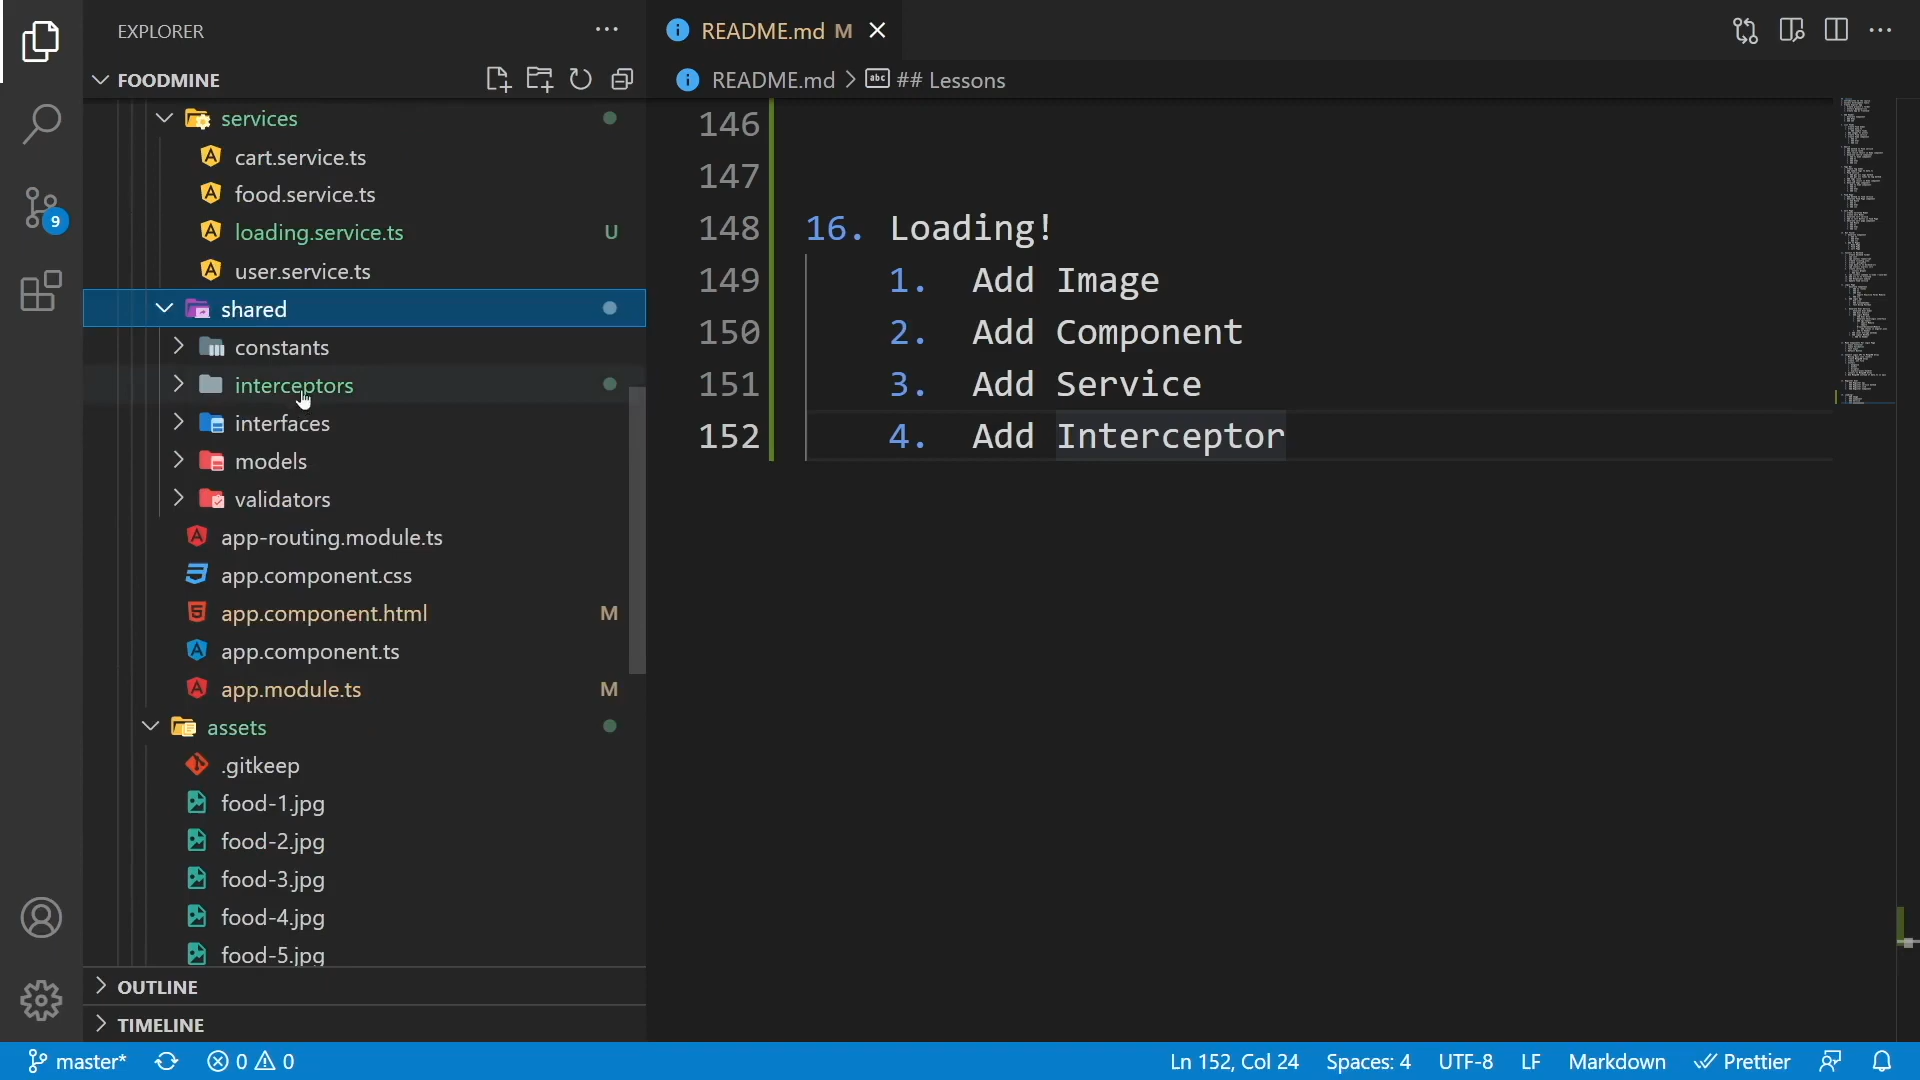 EXPLORER
FOODMINE
services
cart.service.ts
food.service.ts
loading.service.ts U
user.service.ts
shared
constants
interceptors
interfaces
models
validators
app-routing.module.ts
app.component.css
app.component.html M
app.component.ts
app.module.ts M
assets
.gitkeep
food-1.jpg
food-2.jpg
food-3.jpg
food-4.jpg
food-5.jpg
OUTLINE
TIMELINE
9
README.md M
README.md > abc ## Lessons
146
147
148 16. Loading!
149 1. Add Image
150 2. Add Component
151 3. Add Service
152 4. Add Interceptor
master* 0 0 Ln 152, Col 24 Spaces: 4 UTF-8 LF Markdown Prettier